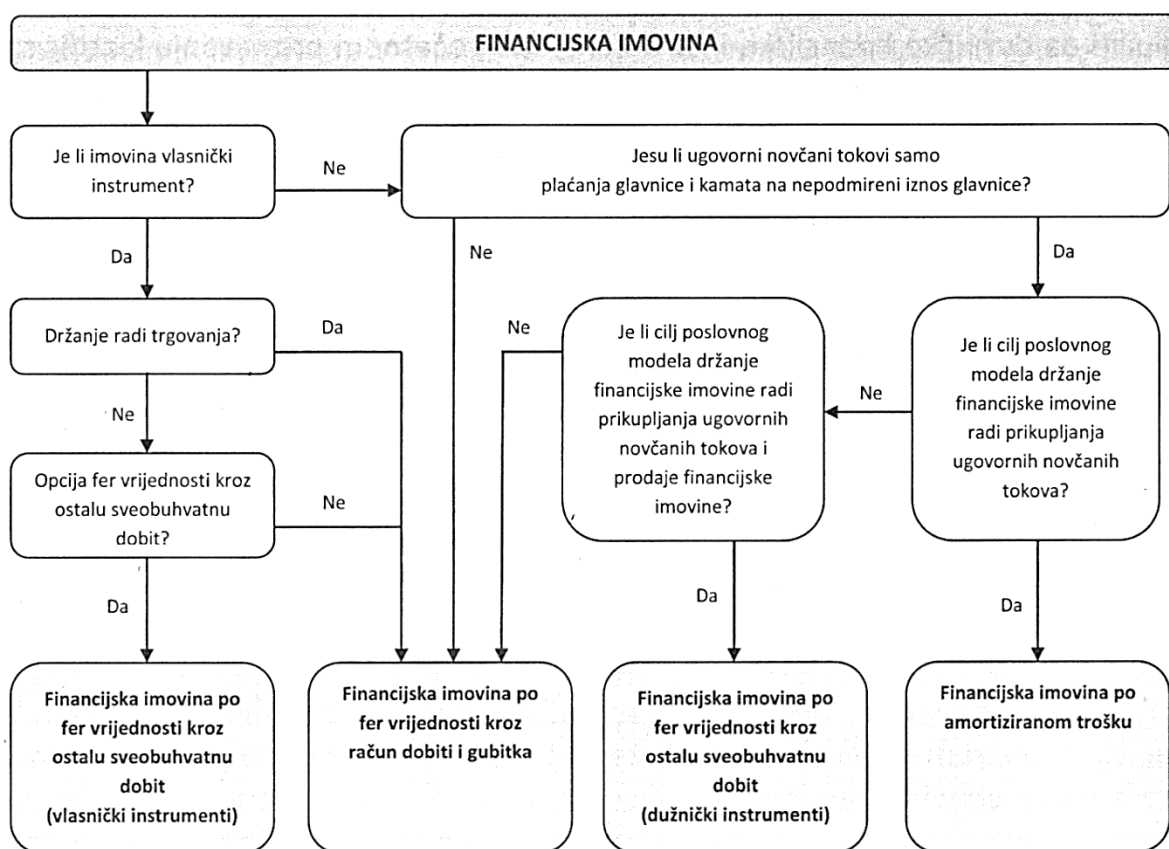 FINANCIJSKA IMOVINA
Je li imovina vlasnički
instrument?
Ne
Jesu li ugovorni novčani tokovi samo
plaćanja glavnice i kamata na nepodmireni iznos glavnice?
Da
Ne
Da
Držanje radi trgovanja?
Da
Ne
Je li cilj poslovnog
modela držanje
financijske imovine radi
prikupljanja ugovornih
novčanih tokova i
prodaje financijske
imovine?
Ne
Je li cilj poslovnog
modela držanje
financijske imovine
radi prikupljanja
ugovornih novčanih
tokova?
Ne
Opcija fer vrijednosti kroz
ostalu sveobuhvatnu
dobit?
Ne
Da
Da
Da
Financijska imovina po
fer vrijednosti kroz
ostalu sveobuhvatnu
dobit
(vlasnički instrumenti)
Financijska imovina po
fer vrijednosti kroz
račun dobiti i gubitka
Financijska imovina po
fer vrijednosti kroz
ostalu sveobuhvatnu
dobit
(dužnički instrumenti)
Financijska imovina po
amortiziranom trošku